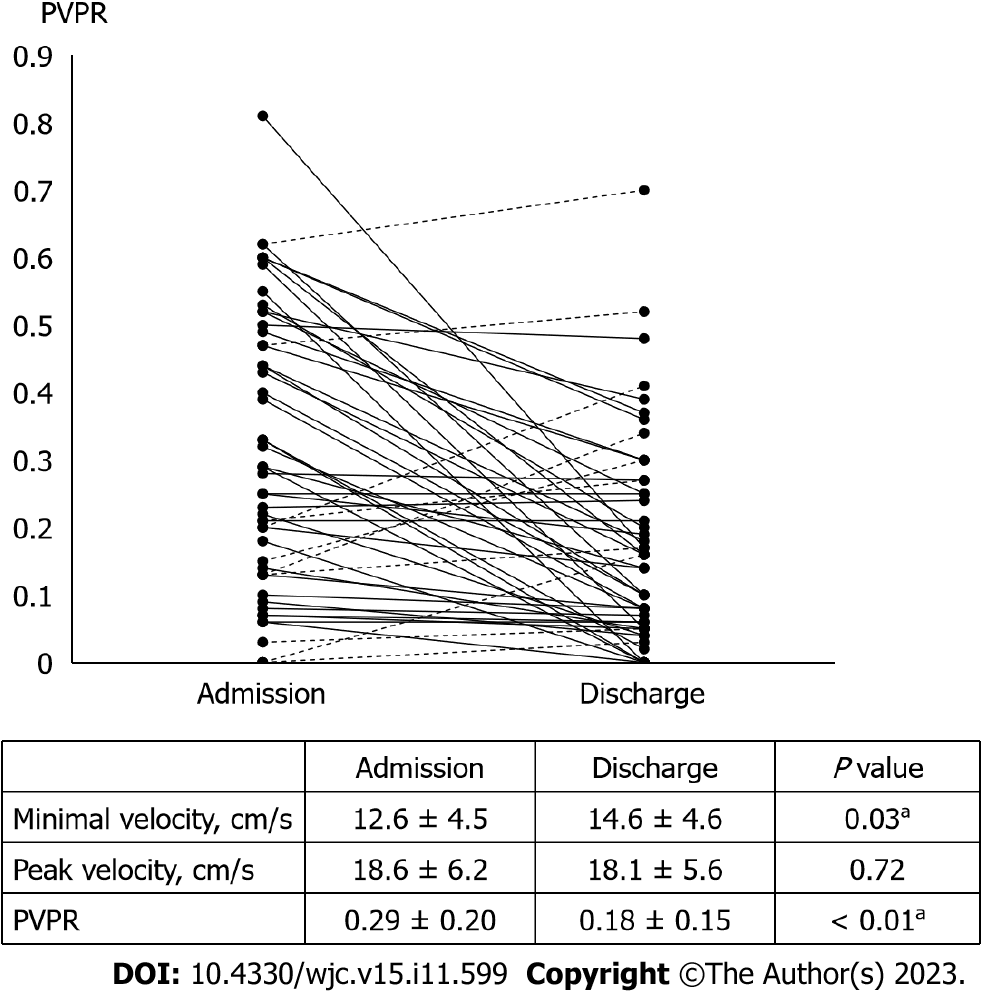 PVPR
0.9
0.8
0.7
0.6
0.5
0.4
0.3
0.2
0.1
0
Admission Discharge
Admission Discharge P value
Minimal velocity, cm/s 12.6 ± 4.5 14.6 ± 4.6 0.03ᵃ
Peak velocity, cm/s 18.6 ± 6.2 18.1 ± 5.6 0.72
PVPR 0.29 ± 0.20 0.18 ± 0.15 < 0.01ᵃ
DOI: 10.4330/wjc.v15.i11.599 Copyright ©The Author(s) 2023.